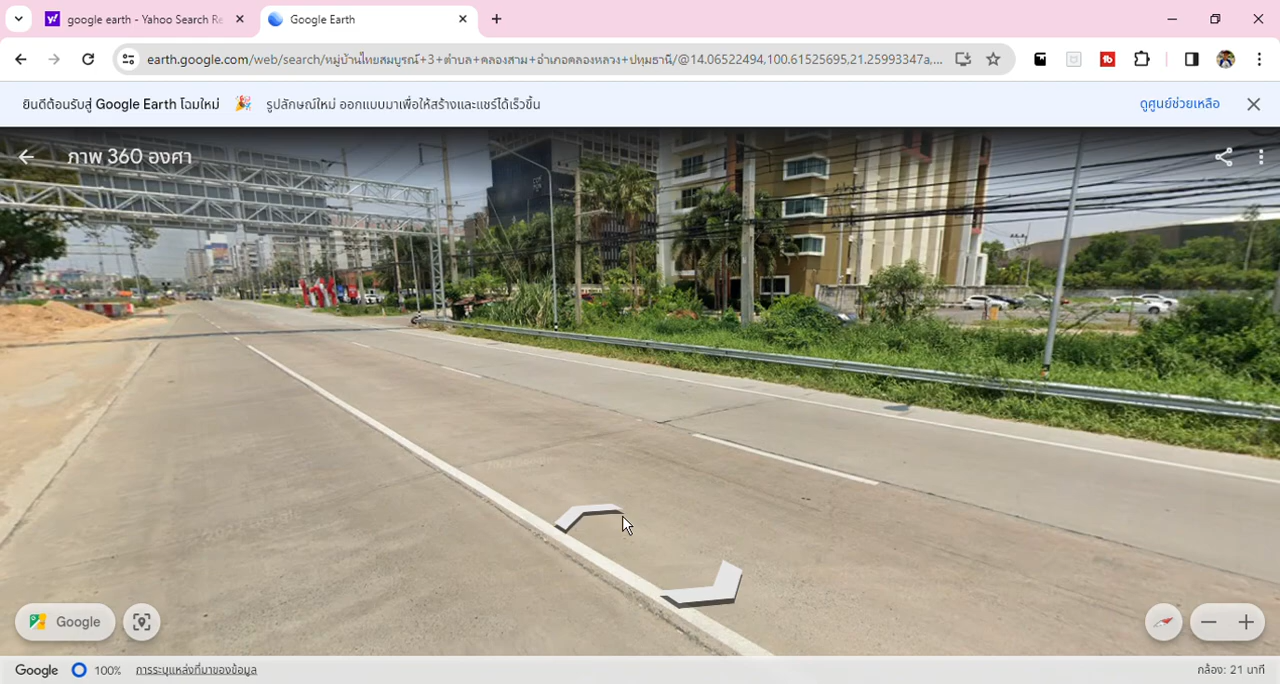 google earth - Yahoo Search Re
Google Earth
earth.google.com/web/search/หมู่บ้านไทยสมบูรณ์+3+ตำบล+คลองสาม+อำเภอคลองหลวง+ปทุมธานี/@14.06522494,100.61525695,21.25993347a,...
ยินดีต้อนรับสู่ Google Earth โฉมใหม่ 🎉 รูปลักษณ์ใหม่ ออกแบบมาเพื่อให้สร้างและแชร์ได้เร็วขึ้น
ดูศูนย์ช่วยเหลือ
ภาพ 360 องศา
Google
Google 100% การระบุแหล่งที่มาของข้อมูล
กล้อง: 21 นาที